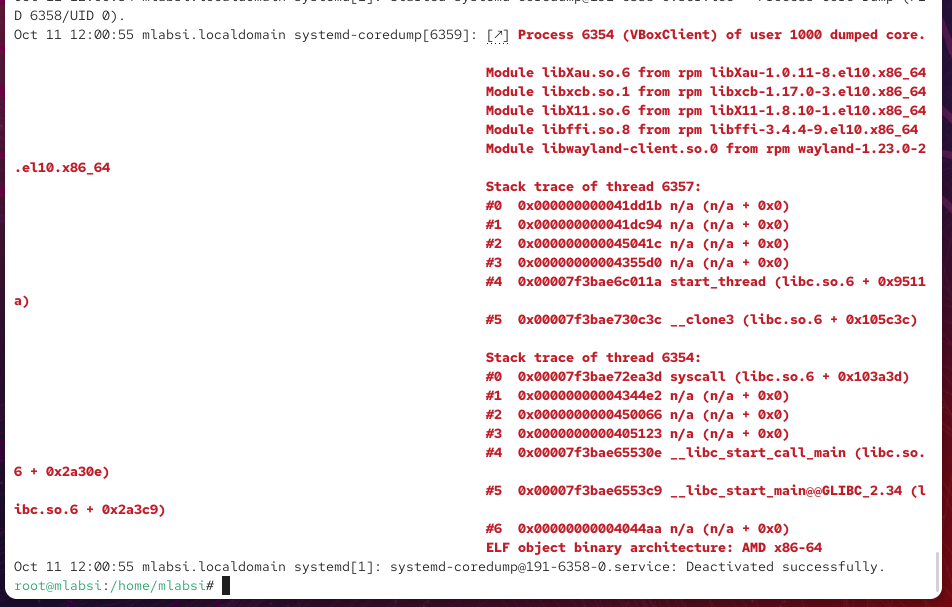 D 6358/UID 0).
Oct 11 12:00:55 mlabsi.localdomain systemd-coredump[6359]: [↗] Process 6354 (VBoxClient) of user 1000 dumped core.
Module libXau.so.6 from rpm libXau-1.0.11-8.el10.x86_64
Module libxcb.so.1 from rpm libxcb-1.17.0-3.el10.x86_64
Module libX11.so.6 from rpm libX11-1.8.10-1.el10.x86_64
Module libffi.so.8 from rpm libffi-3.4.4-9.el10.x86_64
Module libwayland-client.so.0 from rpm wayland-1.23.0-2
.el10.x86_64
Stack trace of thread 6357:
#0  0x000000000041dd1b n/a (n/a + 0x0)
#1  0x000000000041dc94 n/a (n/a + 0x0)
#2  0x000000000045041c n/a (n/a + 0x0)
#3  0x00000000004355d0 n/a (n/a + 0x0)
#4  0x00007f3bae6c011a start_thread (libc.so.6 + 0x9511
a)
#5  0x00007f3bae730c3c __clone3 (libc.so.6 + 0x105c3c)
Stack trace of thread 6354:
#0  0x00007f3bae72ea3d syscall (libc.so.6 + 0x103a3d)
#1  0x00000000004344e2 n/a (n/a + 0x0)
#2  0x0000000000450066 n/a (n/a + 0x0)
#3  0x0000000000405123 n/a (n/a + 0x0)
#4  0x00007f3bae65530e __libc_start_call_main (libc.so.
6 + 0x2a30e)
#5  0x00007f3bae6553c9 __libc_start_main@@GLIBC_2.34 (l
ibc.so.6 + 0x2a3c9)
#6  0x00000000004044aa n/a (n/a + 0x0)
ELF object binary architecture: AMD x86-64
Oct 11 12:00:55 mlabsi.localdomain systemd[1]: systemd-coredump@191-6358-0.service: Deactivated successfully.
root@mlabsi:/home/mlabsi#